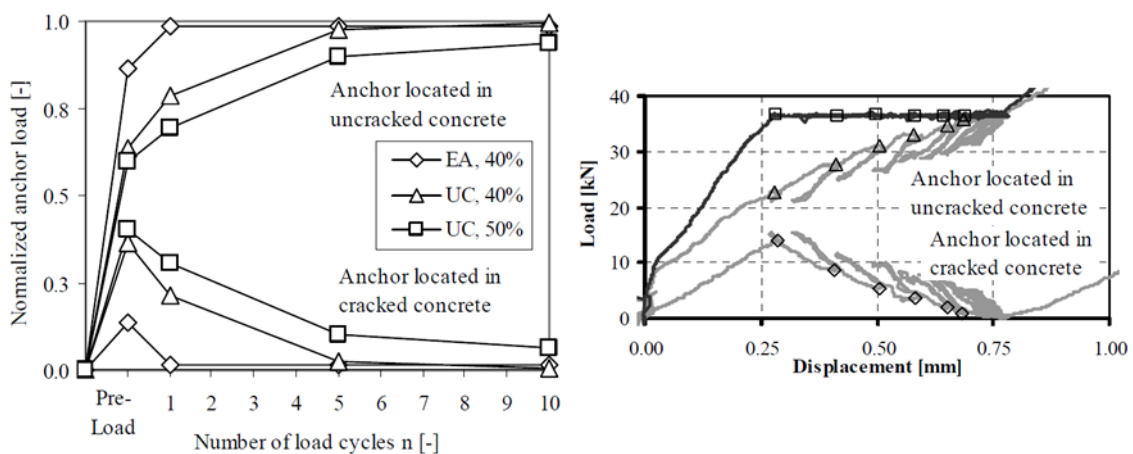 1.0
0.8
0.5
0.3
0.0
Normalized anchor load [-]
Anchor located in
uncracked concrete
EA, 40%
UC, 40%
UC, 50%
Anchor located in
cracked concrete
Pre-
Load
1 2 3 4 5 6 7 8 9 10
Number of load cycles n [-]
40
30
20
10
0
Load [kN]
Anchor located in
uncracked concrete
Anchor located in
cracked concrete
0.00 0.25 0.50 0.75 1.00
Displacement [mm]